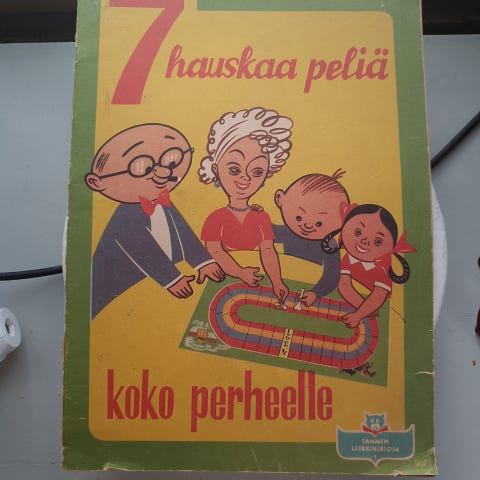 7 hauskaa peliä
koko perheelle
TAMMEN
LEIKKIKIRJOJA